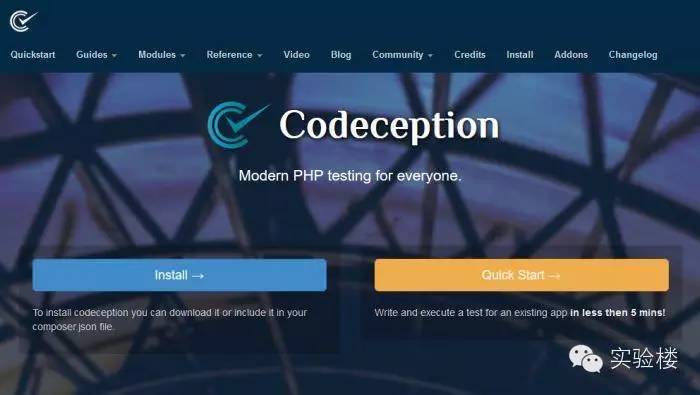 Quickstart Guides Modules Reference Video Blog Community Credits Install Addons Changelog
Codeception
Modern PHP testing for everyone.
Install →
Quick Start →
To install codeception you can download it or include it in your
composer.json file.
Write and execute a test for an existing app in less then 5 mins!
实验楼